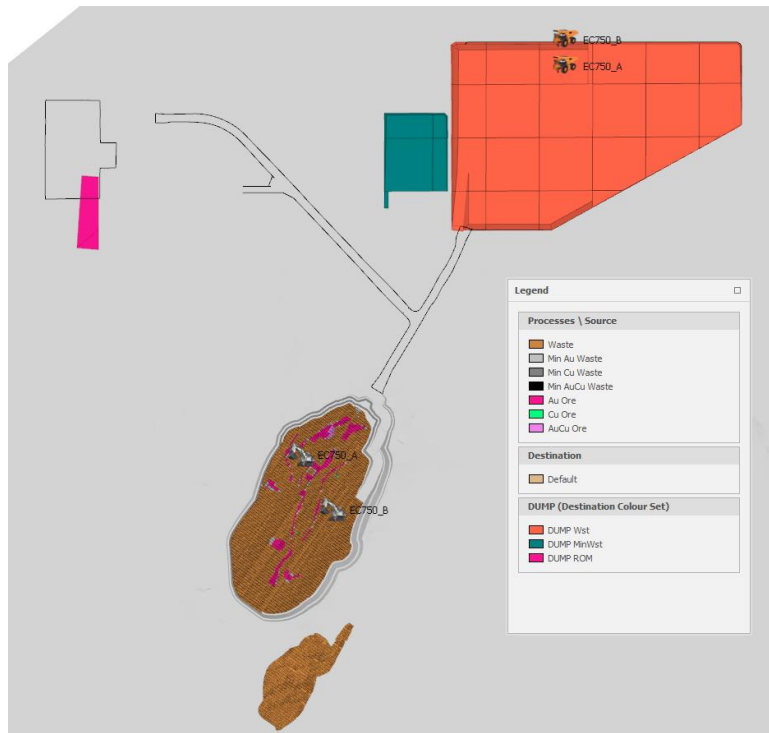 EC750_B
EC750_A
Legend
Processes \ Source
Waste
Min Au Waste
Min Cu Waste
Min AuCu Waste
Au Ore
Cu Ore
AuCu Ore
Destination
Default
DUMP (Destination Colour Set)
DUMP Wst
DUMP MinWst
DUMP ROM
EC750_A
EC750_B